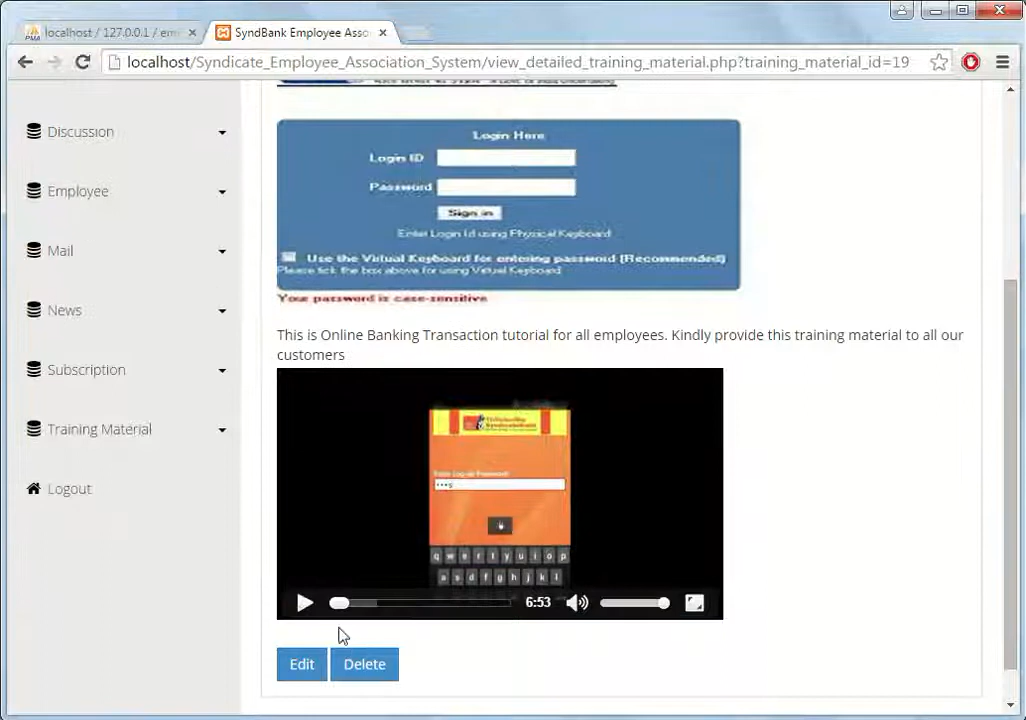 localhost / 127.0.0.1 / em
SyndBank Employee Asso
localhost/Syndicate_Employee_Association_System/view_detailed_training_material.php?training_material_id=19
Discussion
Employee
Mail
News
Subscription
Training Material
Logout
Login Here
Login ID
Password
Sign in
Enter Login Id using Physical Keyboard
Use the Virtual Keyboard for entering password (Recommended)
Please tick the box above for using Virtual Keyboard
Your password is case-sensitive
This is Online Banking Transaction tutorial for all employees. Kindly provide this training material to all our
customers
q w e r t y u i o p
a s d f g h j k l
6:53
Edit
Delete